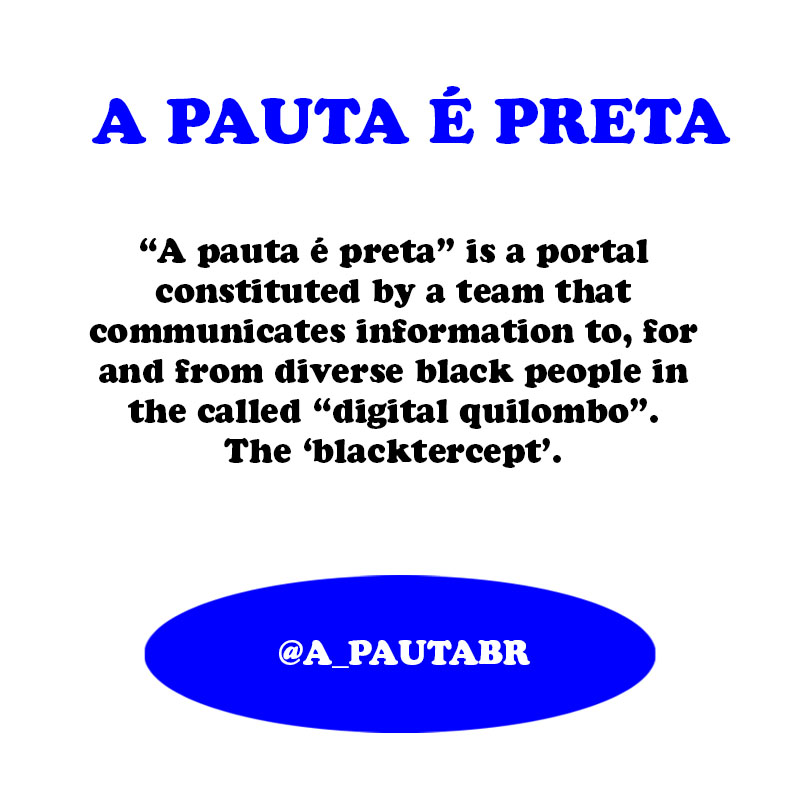 A PAUTA É PRETA
“A pauta é preta” is a portal
constituted by a team that
communicates information to, for
and from diverse black people in
the called “digital quilombo”.
The ‘blacktercept’.
@A_PAUTABR